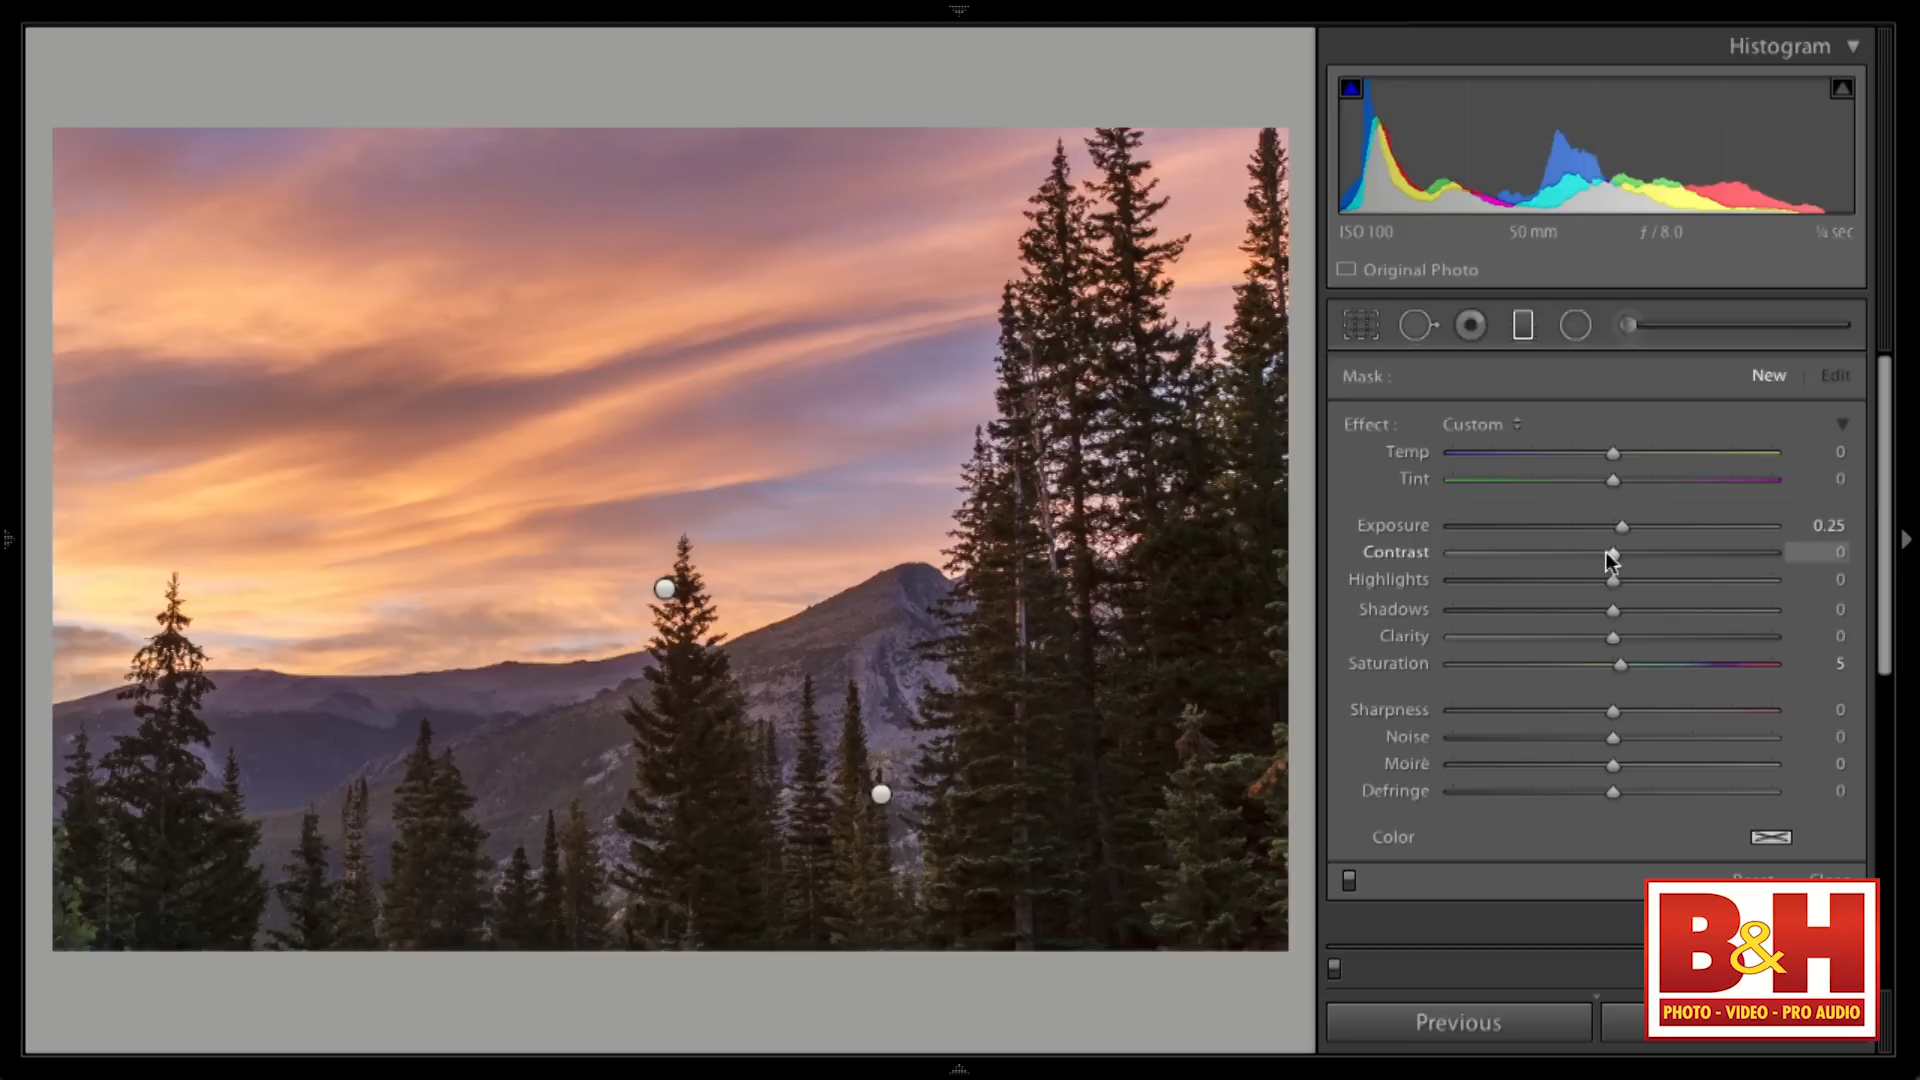 Histogram
ISO 100 50 mm ƒ / 8.0 ¼ sec
Original Photo
Mask : New Edit
Effect : Custom
Temp 0
Tint 0
Exposure 0.25
Contrast 0
Highlights 0
Shadows 0
Clarity 0
Saturation 5
Sharpness 0
Noise 0
Moiré 0
Defringe 0
Color
Previous
B&H
PHOTO - VIDEO - PRO AUDIO